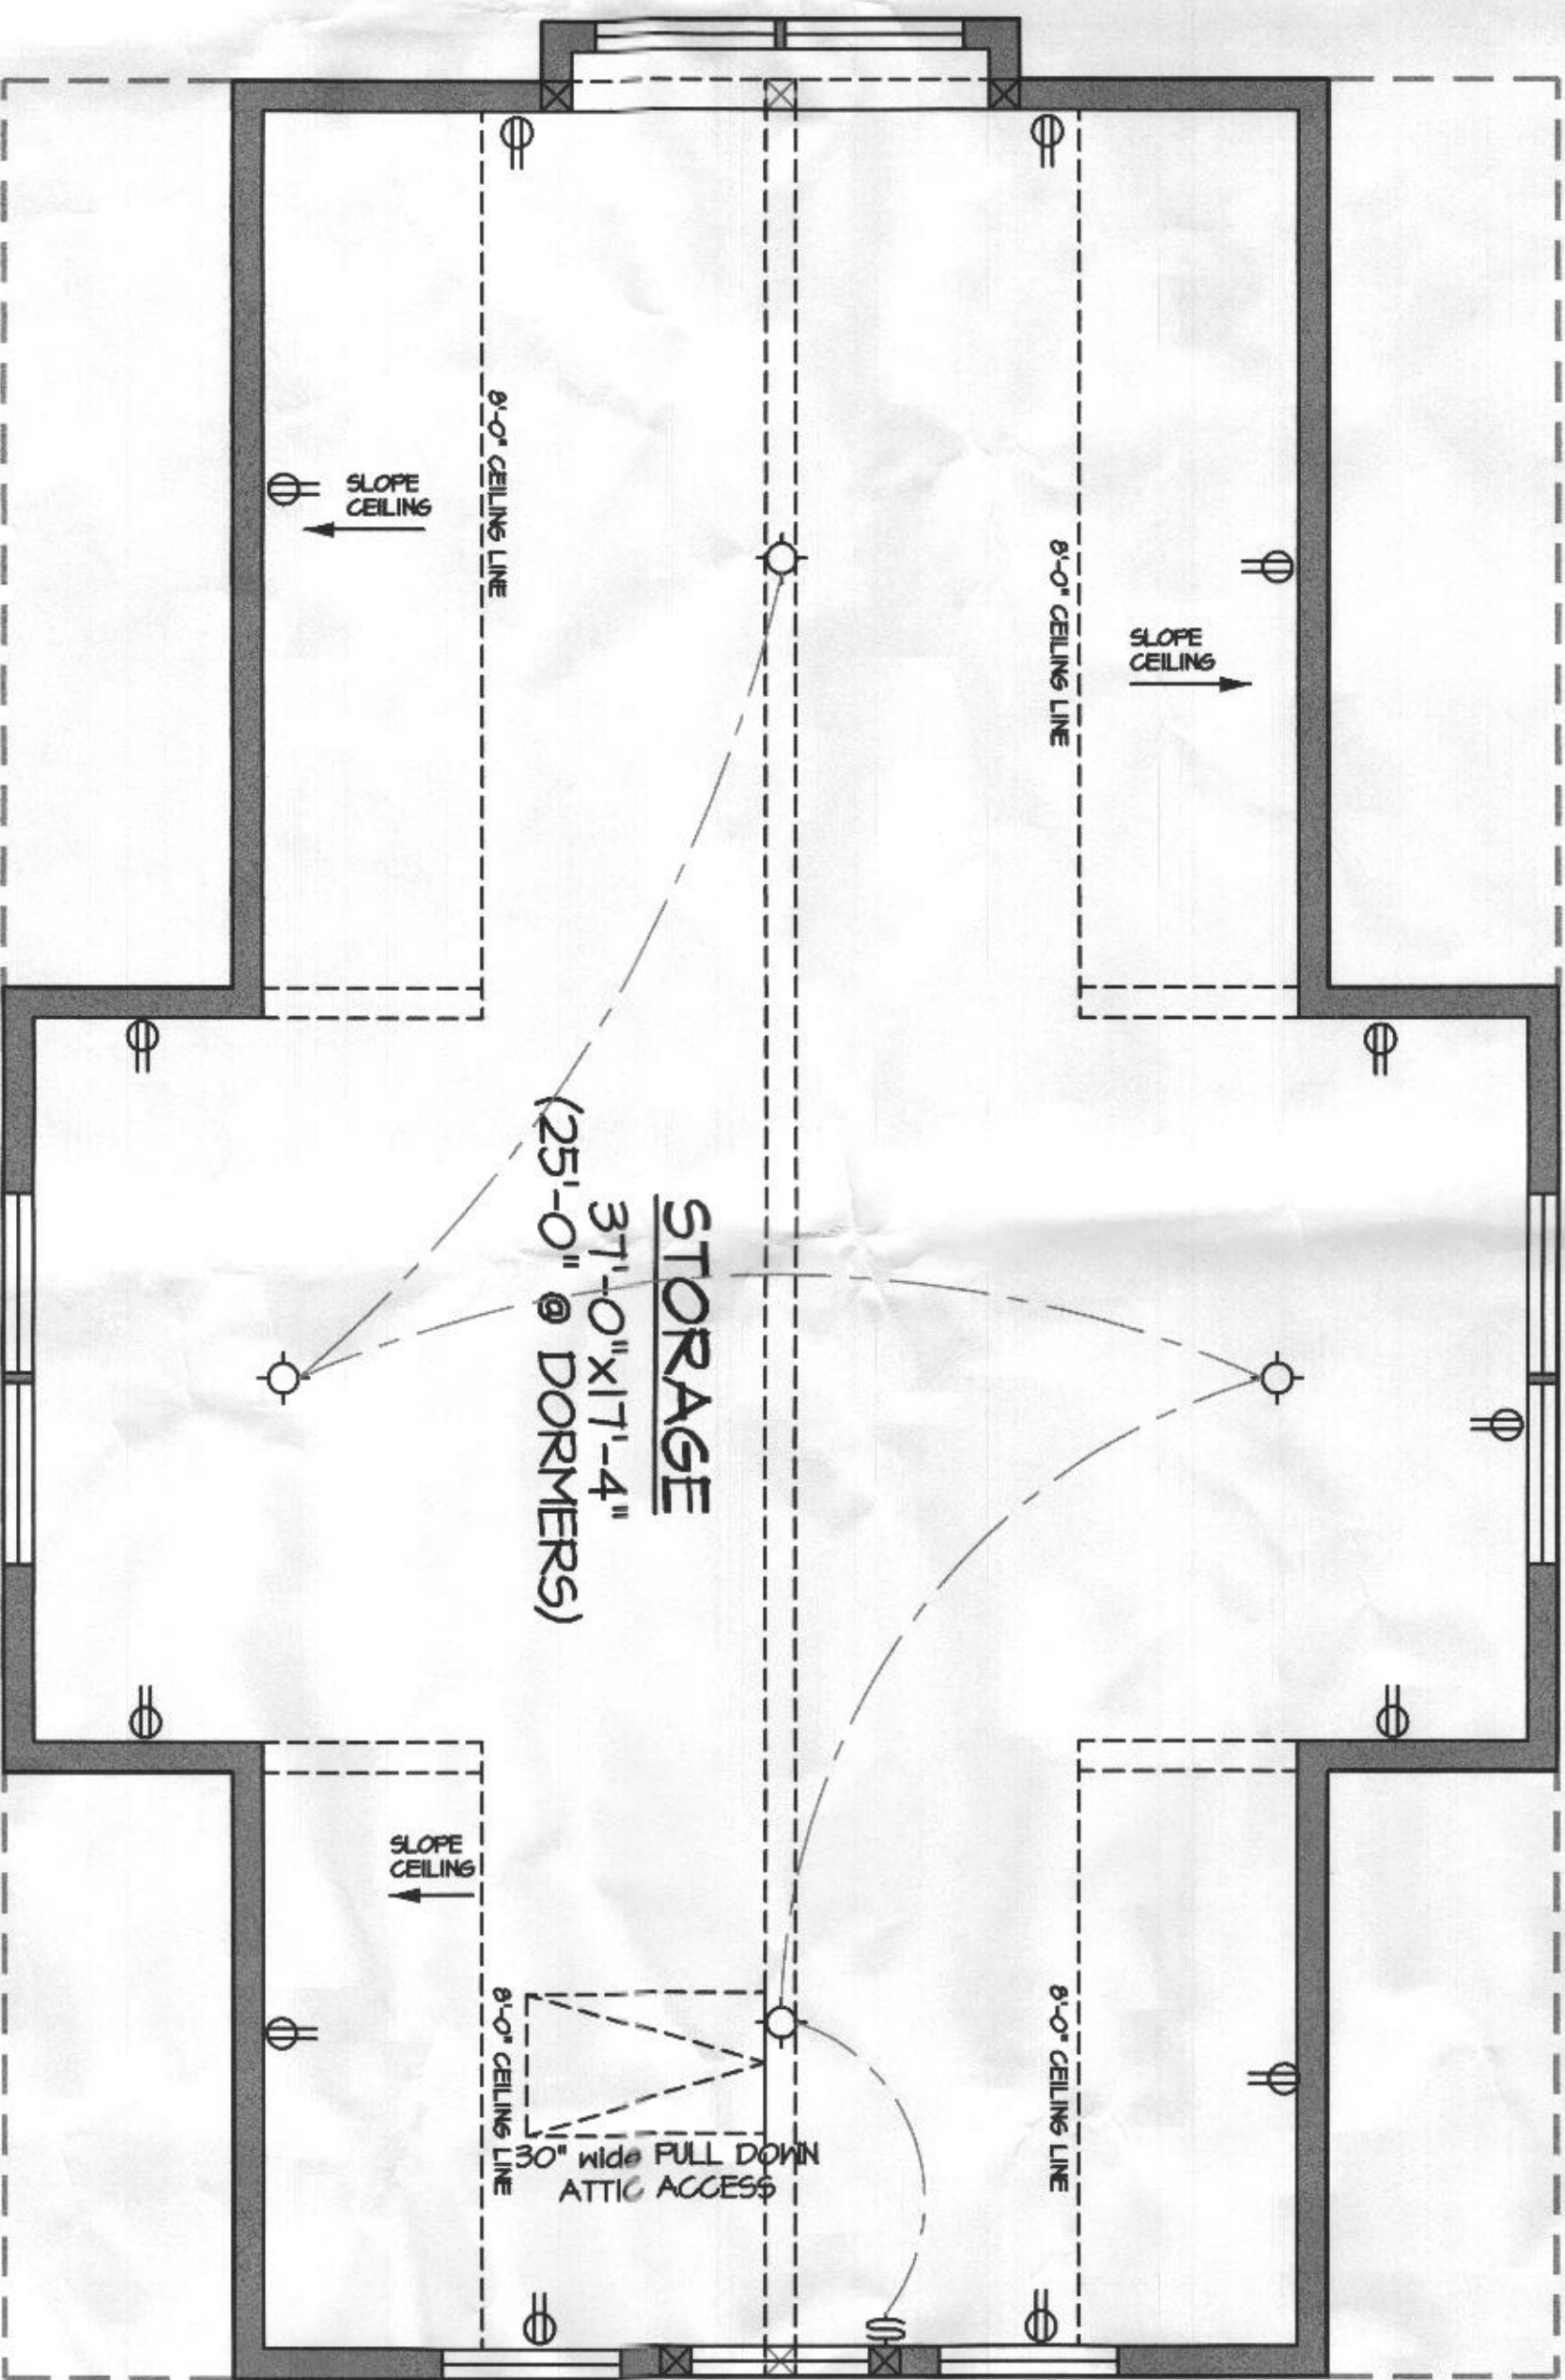 8'-0" CEILING LINE
SLOPE
CEILING
8'-0" CEILING LINE
SLOPE
CEILING
STORAGE
37'-0"x17'-4"
(25'-0" @ DORMERS)
SLOPE
CEILING
8'-0" CEILING LINE
8'-0" CEILING LINE
30" wide PULL DOWN
ATTIC ACCESS
S